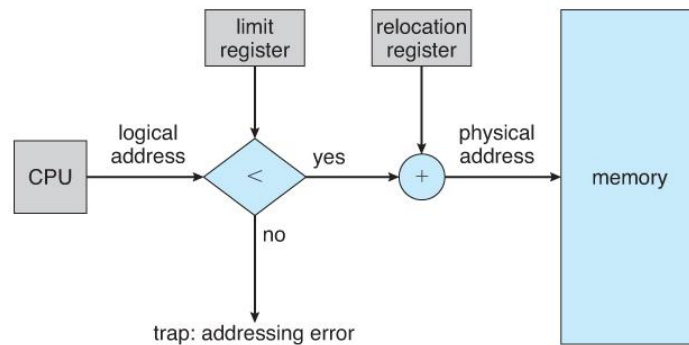 limit
register
relocation
register
logical
address
physical
address
CPU
<
yes
+
memory
no
trap: addressing error